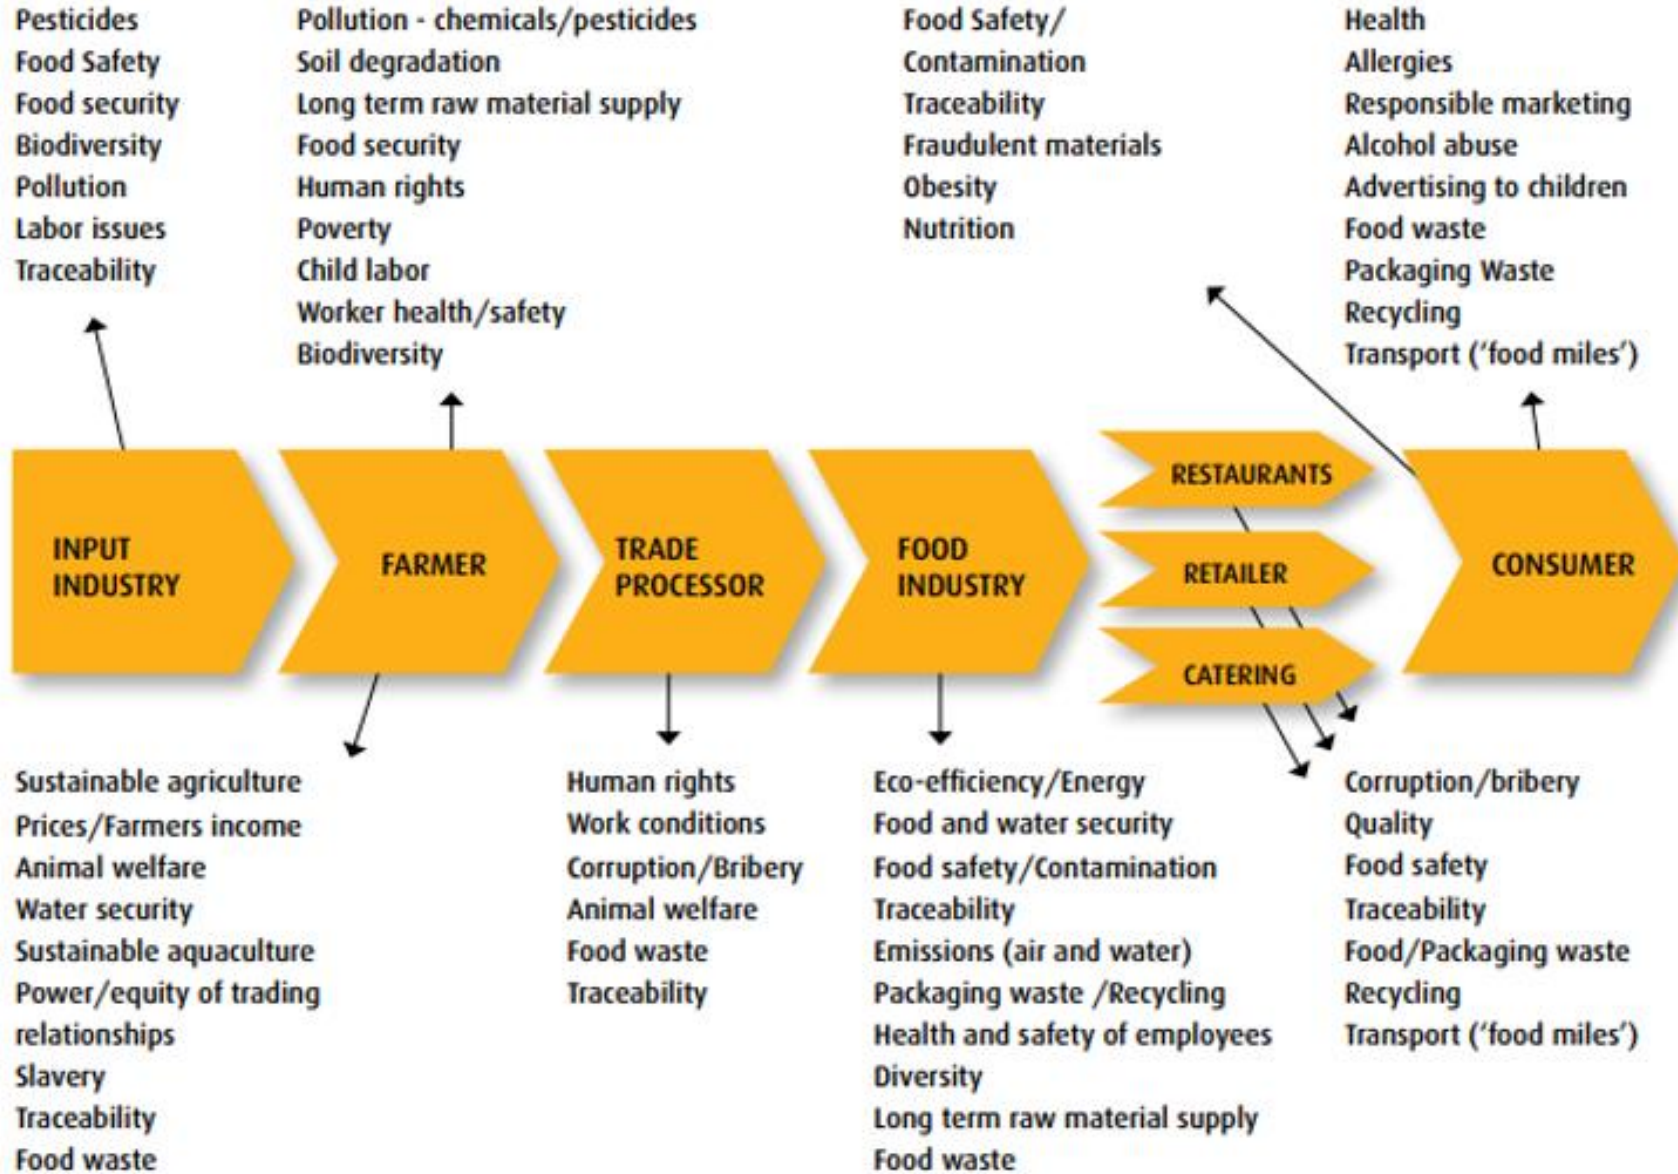 Pesticides
Food Safety
Food security
Biodiversity
Pollution
Labor issues
Traceability
Pollution - chemicals/pesticides
Soil degradation
Long term raw material supply
Food security
Human rights
Poverty
Child labor
Worker health/safety
Biodiversity
Food Safety/
Contamination
Traceability
Fraudulent materials
Obesity
Nutrition
Health
Allergies
Responsible marketing
Alcohol abuse
Advertising to children
Food waste
Packaging Waste
Recycling
Transport (‘food miles’)
INPUT
INDUSTRY
FARMER
TRADE
PROCESSOR
FOOD
INDUSTRY
RESTAURANTS
RETAILER
CATERING
CONSUMER
Sustainable agriculture
Prices/Farmers income
Animal welfare
Water security
Sustainable aquaculture
Power/equity of trading
relationships
Slavery
Traceability
Food waste
Human rights
Work conditions
Corruption/Bribery
Animal welfare
Food waste
Traceability
Eco-efficiency/Energy
Food and water security
Food safety/Contamination
Traceability
Emissions (air and water)
Packaging waste /Recycling
Health and safety of employees
Diversity
Long term raw material supply
Food waste
Corruption/bribery
Quality
Food safety
Traceability
Food/Packaging waste
Recycling
Transport (‘food miles’)